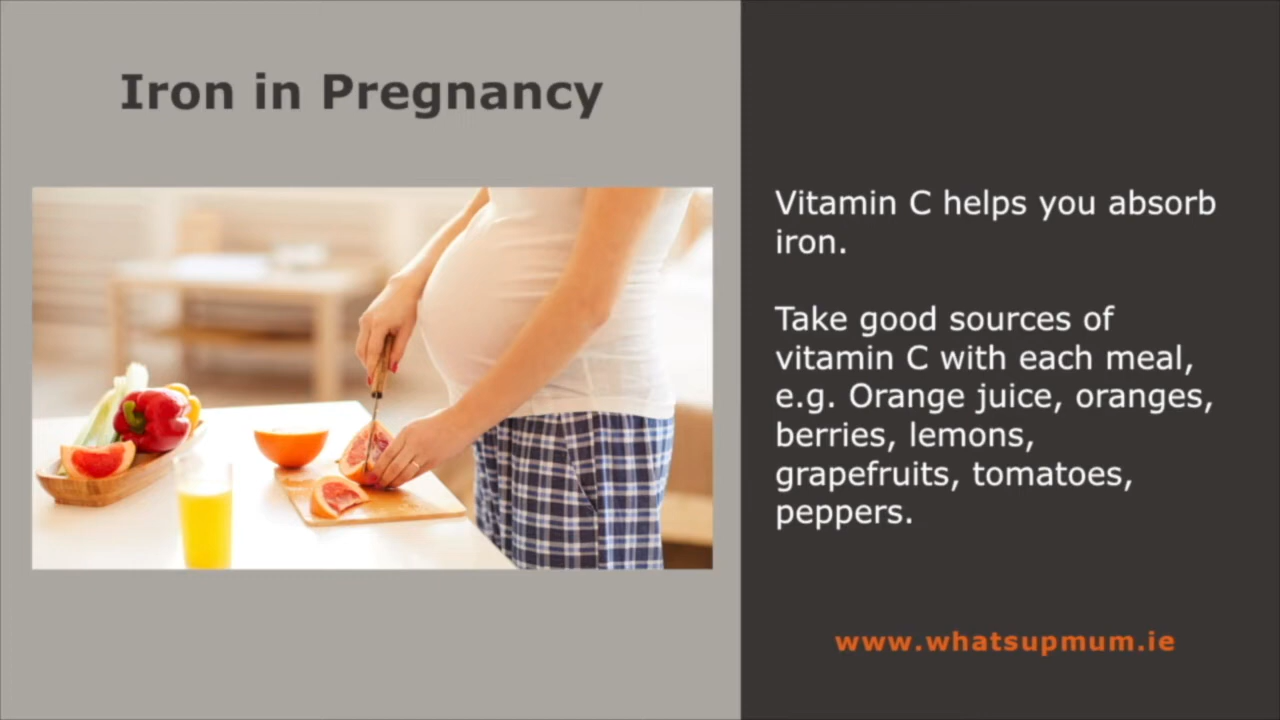 Iron in Pregnancy
Vitamin C helps you absorb
iron.
Take good sources of
vitamin C with each meal,
e.g. Orange juice, oranges,
berries, lemons,
grapefruits, tomatoes,
peppers.
www.whatsupmum.ie